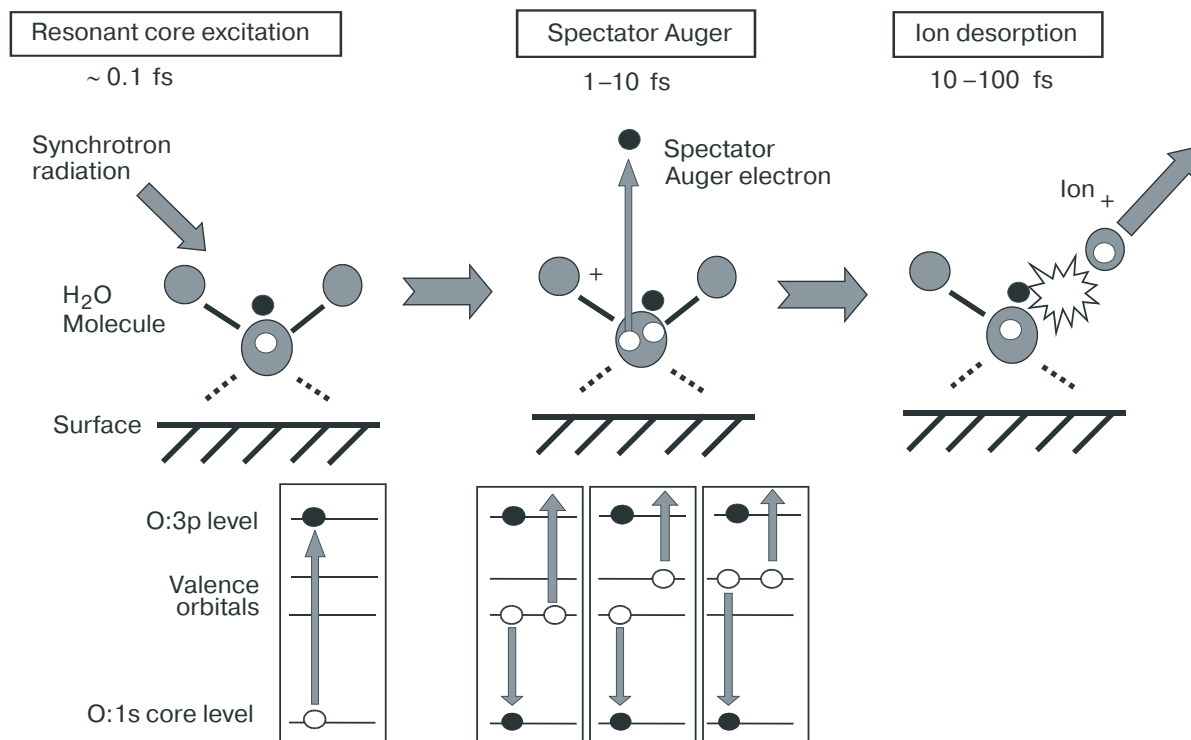 Resonant core excitation
~ 0.1 fs
Spectator Auger
1–10 fs
Ion desorption
10–100 fs
Synchrotron
radiation
Spectator
Auger electron
Ion +
+
H₂O
Molecule
Surface
O:3p level
Valence
orbitals
O:1s core level